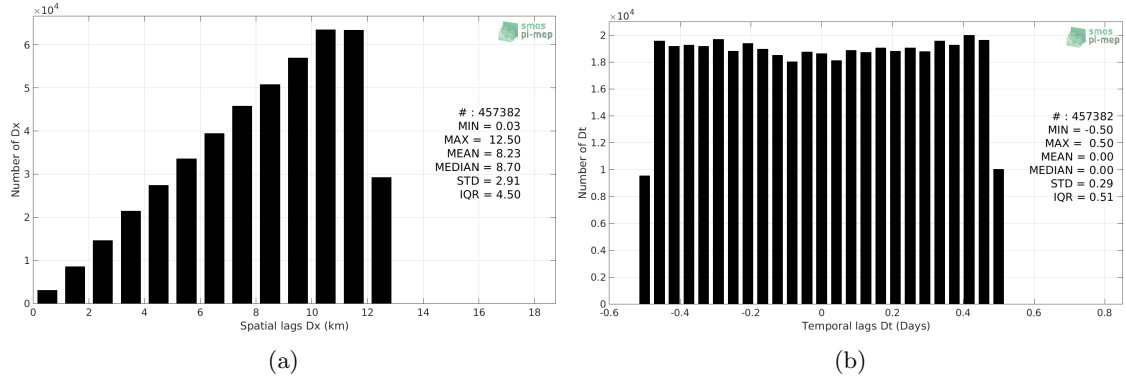 ×10⁴
smos
pi-mep
6
5
4
3
2
1
0
Number of Dx
# : 457382
MIN = 0.03
MAX = 12.50
MEAN = 8.23
MEDIAN = 8.70
STD = 2.91
IQR = 4.50
0 2 4 6 8 10 12 14 16 18
Spatial lags Dx (km)
(a)
×10⁴
smos
pi-mep
2
1.8
1.6
1.4
1.2
1
0.8
0.6
0.4
0.2
0
Number of Dt
# : 457382
MIN = -0.50
MAX = 0.50
MEAN = 0.00
MEDIAN = 0.00
STD = 0.29
IQR = 0.51
-0.6 -0.4 -0.2 0 0.2 0.4 0.6 0.8
Temporal lags Dt (Days)
(b)